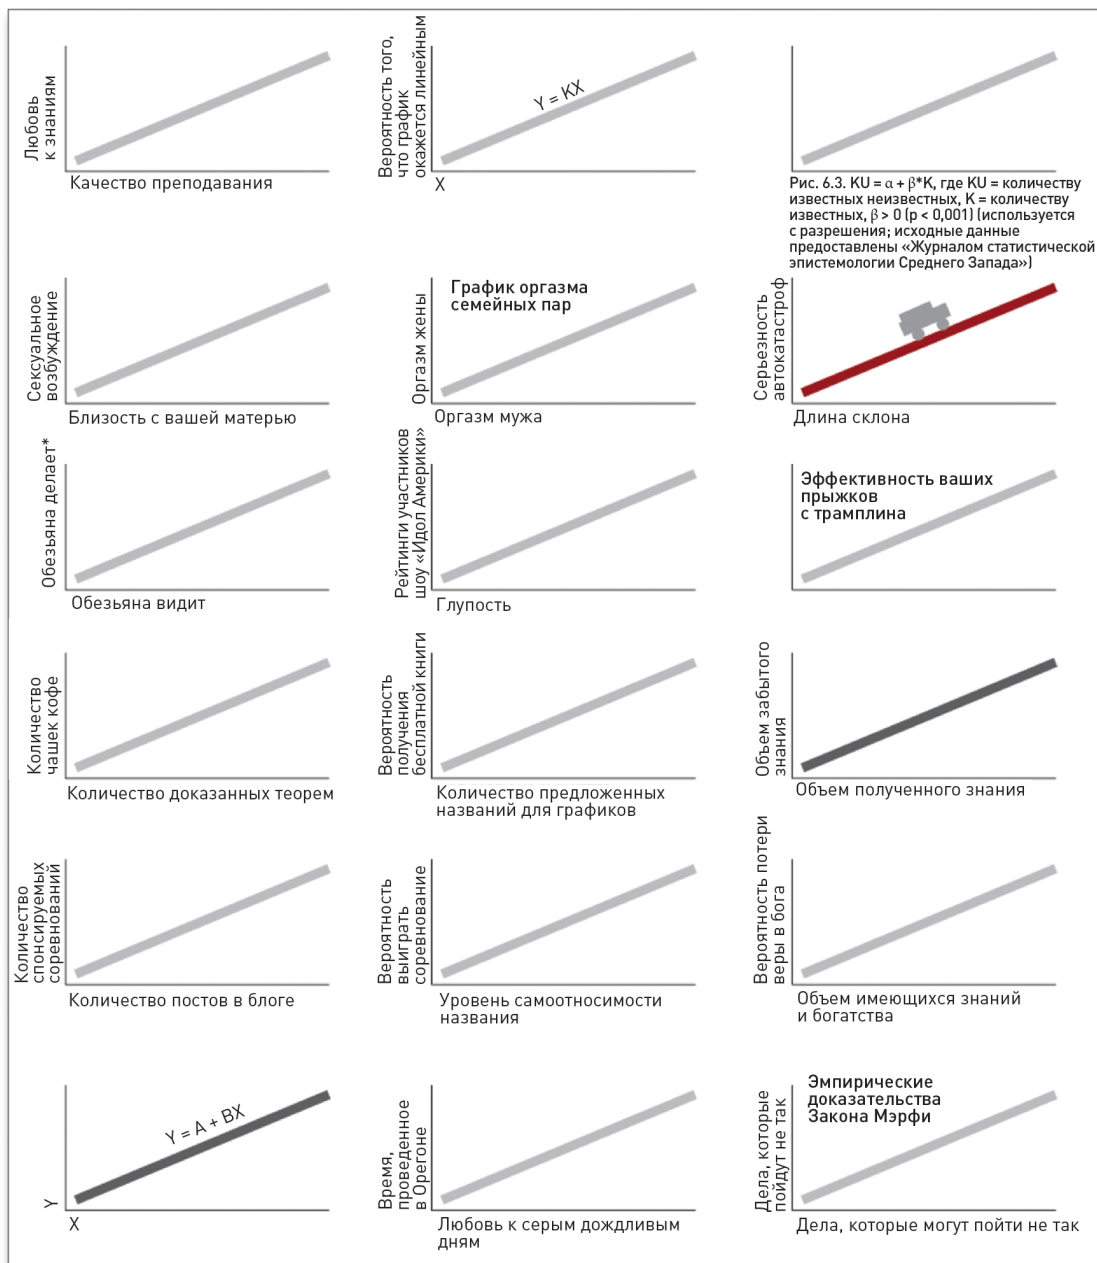 Любовь
к знаниям
Качество преподавания
Вероятность того,
что график
окажется линейным
Y = KX
X
Рис. 6.3. KU = α + β*K, где KU = количеству
известных неизвестных, K = количеству
известных, β > 0 (p < 0,001) (используется
с разрешения; исходные данные
предоставлены «Журналом статистической
эпистемологии Среднего Запада»)
Сексуальное
возбуждение
Близость с вашей матерью
График оргазма
семейных пар
Оргазм жены
Оргазм мужа
Серьезность
автокатастроф
Длина склона
Обезьяна делает*
Обезьяна видит
Рейтинги участников
шоу «Идол Америки»
Глупость
Эффективность ваших
прыжков
с трамплина
Количество
чашек кофе
Количество доказанных теорем
Вероятность
получения
бесплатной книги
Количество предложенных
названий для графиков
Объем забытого
знания
Объем полученного знания
Количество
спонсируемых
соревнований
Количество постов в блоге
Вероятность
выиграть
соревнование
Уровень самоотносимости
названия
Вероятность потери
веры в бога
Объем имеющихся знаний
и богатства
Y
Y = A + BX
X
Время,
проведенное
в Орегоне
Любовь к серым дождливым
дням
Эмпирические
доказательства
Закона Мэрфи
Дела, которые
пойдут не так
Дела, которые могут пойти не так